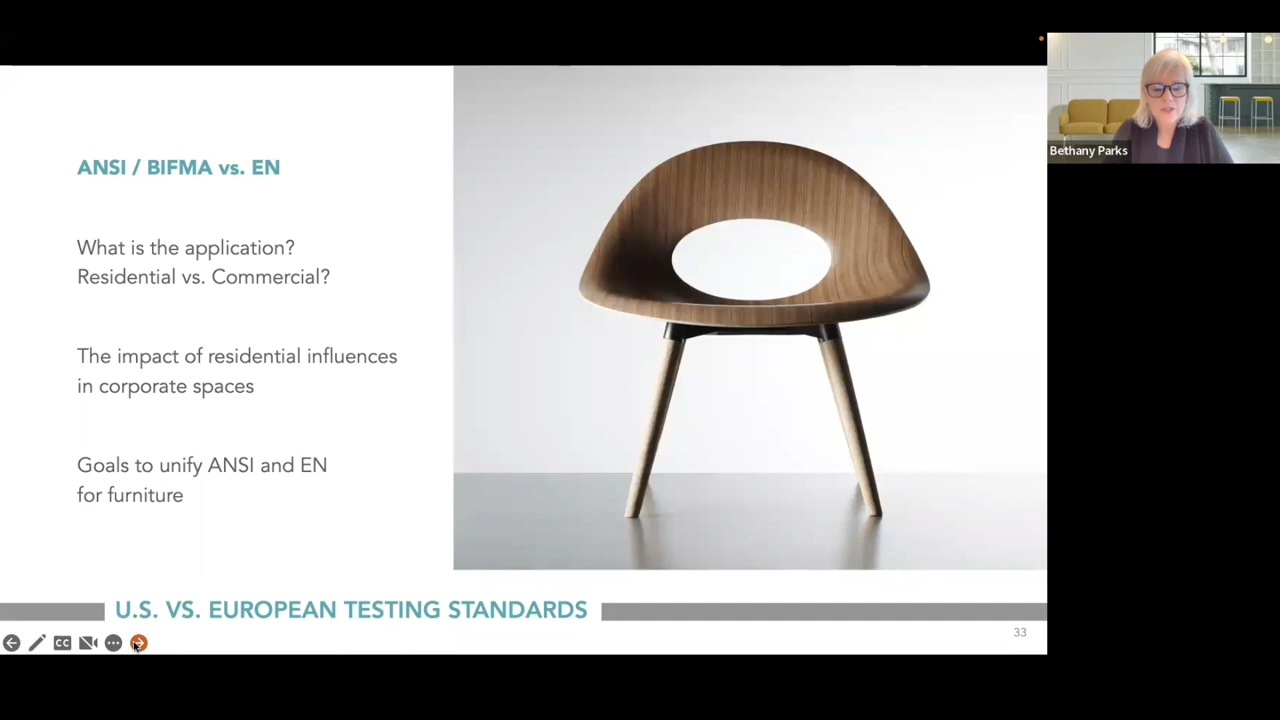 ANSI / BIFMA vs. EN
What is the application?
Residential vs. Commercial?
The impact of residential influences
in corporate spaces
Goals to unify ANSI and EN
for furniture
U.S. VS. EUROPEAN TESTING STANDARDS
33
CC
Bethany Parks